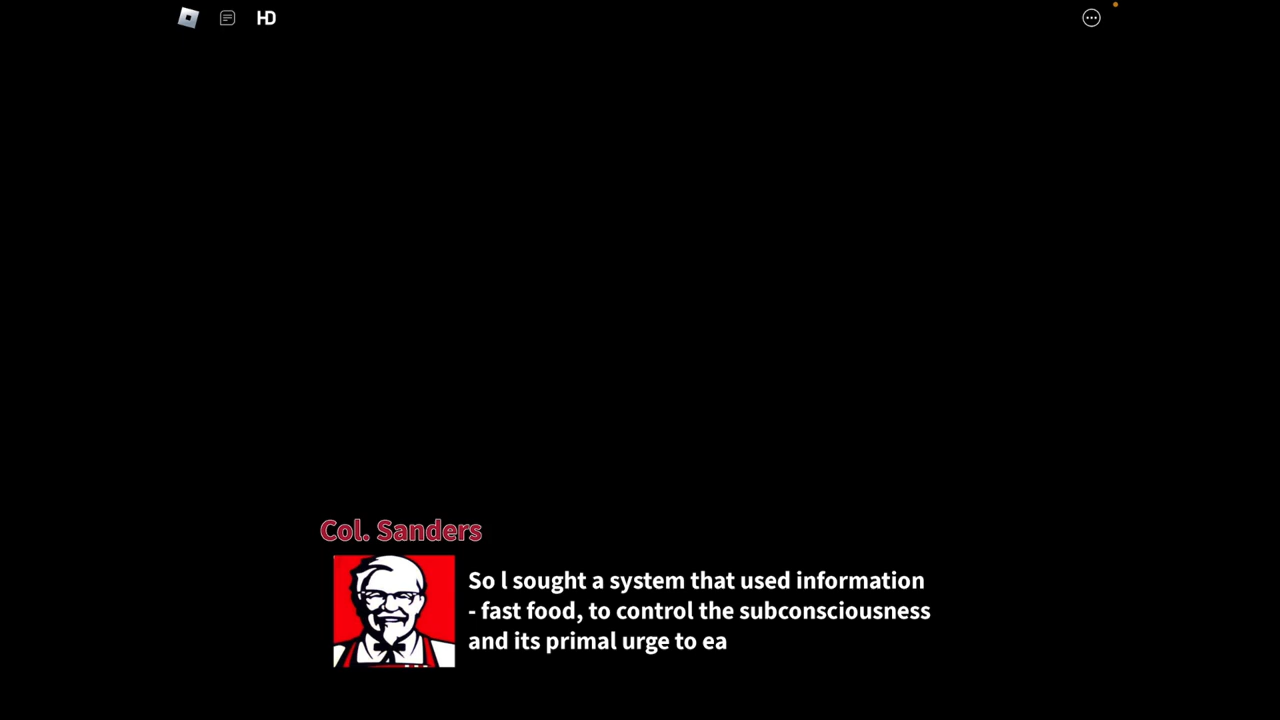 HD
Col. Sanders
So l sought a system that used information
- fast food, to control the subconsciousness
and its primal urge to ea